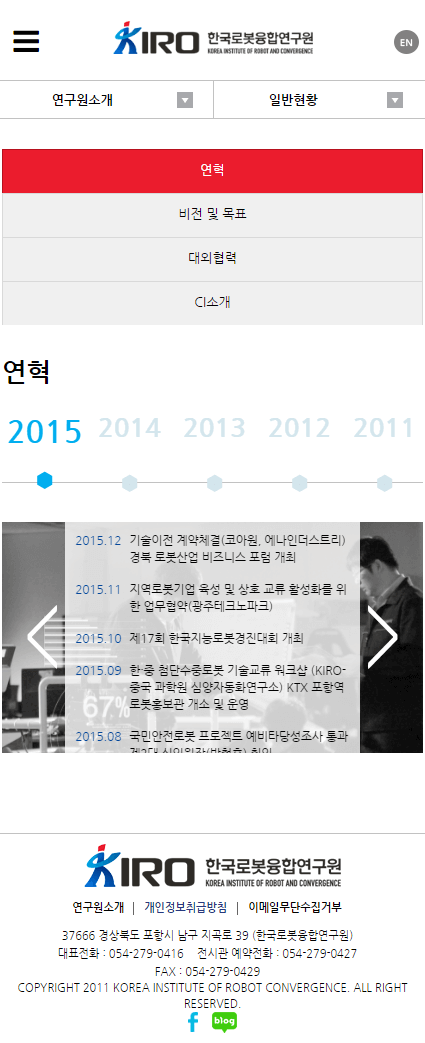 KIRO 한국로봇융합연구원
KOREA INSTITUTE OF ROBOT AND CONVERGENCE
EN
연구원소개 일반현황
연혁
비전 및 목표
대외협력
CI소개
연혁
2015 2014 2013 2012 2011
2015.12 기술이전 계약체결(코아원, 에나인더스트리)
경북 로봇산업 비즈니스 포럼 개최
2015.11 지역로봇기업 육성 및 상호 교류 활성화를 위
한 업무협약(광주테크노파크)
2015.10 제17회 한국지능로봇경진대회 개최
2015.09 한·중 첨단수중로봇 기술교류 워크샵 (KIRO-
중국 과학원 심양자동화연구소) KTX 포항역
로봇홍보관 개소 및 운영
67%
2015.08 국민안전로봇 프로젝트 예비타당성조사 통과
KIRO 한국로봇융합연구원
KOREA INSTITUTE OF ROBOT AND CONVERGENCE
연구원소개 | 개인정보취급방침 | 이메일무단수집거부
37666 경상북도 포항시 남구 지곡로 39 (한국로봇융합연구원)
대표전화 : 054-279-0416 전시관 예약전화 : 054-279-0427
FAX : 054-279-0429
COPYRIGHT 2011 KOREA INSTITUTE OF ROBOT CONVERGENCE. ALL RIGHT
RESERVED.
f blog